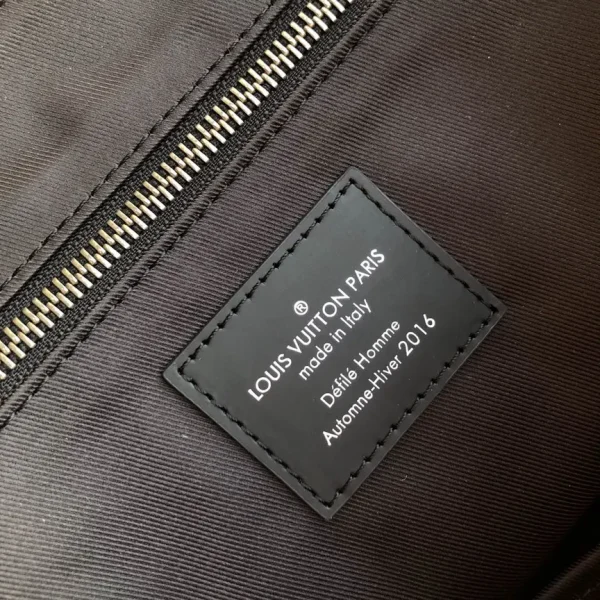 ®
LOUIS VUITTON PARIS
made in Italy
Défilé Homme
Automne-Hiver 2016